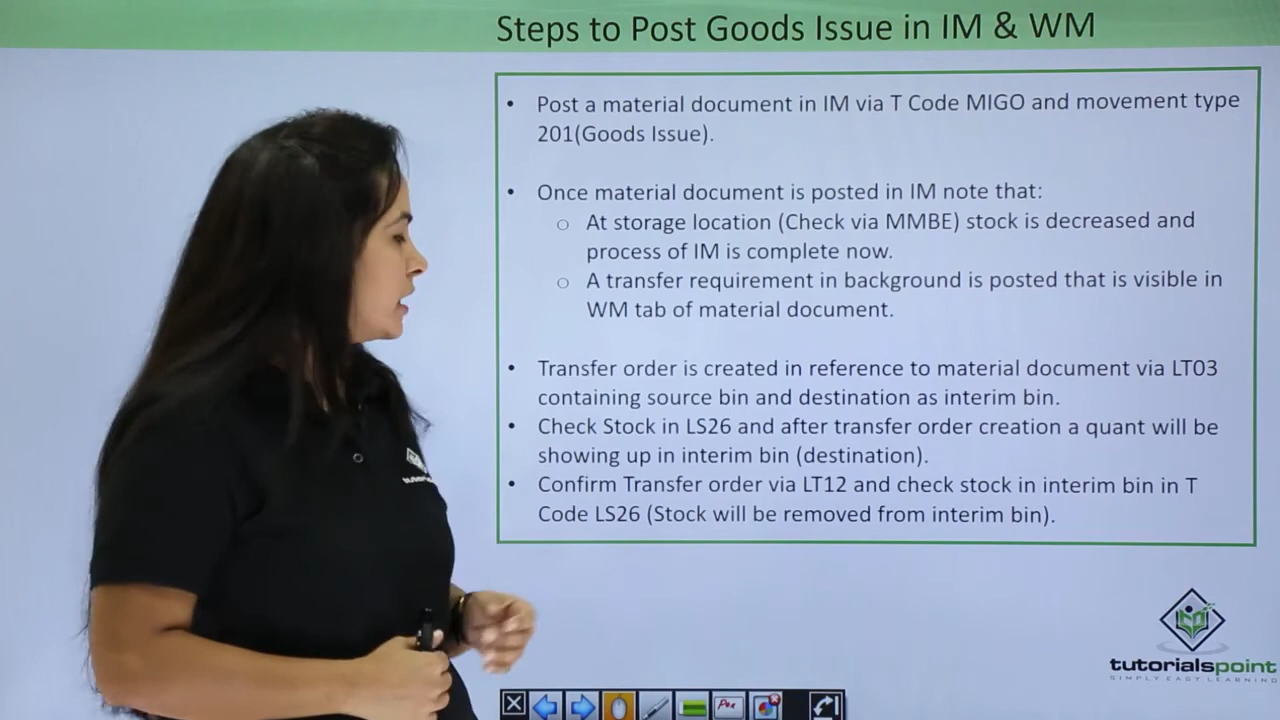 Steps to Post Goods Issue in IM & WM
• Post a material document in IM via T Code MIGO and movement type
201(Goods Issue).
• Once material document is posted in IM note that:
o At storage location (Check via MMBE) stock is decreased and
process of IM is complete now.
o A transfer requirement in background is posted that is visible in
WM tab of material document.
• Transfer order is created in reference to material document via LT03
containing source bin and destination as interim bin.
• Check Stock in LS26 and after transfer order creation a quant will be
showing up in interim bin (destination).
• Confirm Transfer order via LT12 and check stock in interim bin in T
Code LS26 (Stock will be removed from interim bin).
tutorialspoint
SIMPLY EASY LEARNING
Pen